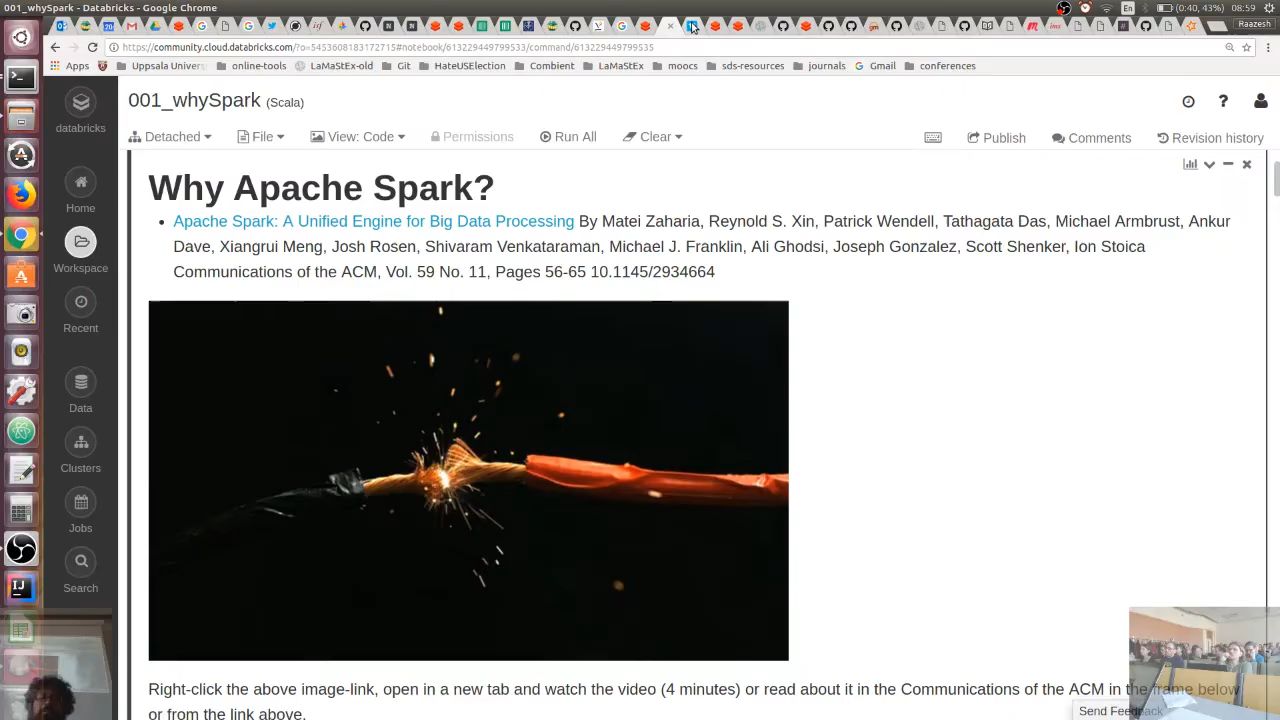 001_whySpark - Databricks - Google Chrome
En
(0:40, 43%)
08:59
Raazesh
https://community.cloud.databricks.com/?o=5453608183172715#notebook/613229449799533/command/613229449799535
Apps
Uppsala Univers
online-tools
LaMaStEx-old
Git
HateUSElection
Combient
LaMaStEx
moocs
sds-resources
journals
Gmail
conferences
databricks
Home
Workspace
Recent
Data
Clusters
Jobs
Search
001_whySpark (Scala)
Detached
File
View: Code
Permissions
Run All
Clear
Publish
Comments
Revision history
Why Apache Spark?
• Apache Spark: A Unified Engine for Big Data Processing By Matei Zaharia, Reynold S. Xin, Patrick Wendell, Tathagata Das, Michael Armbrust, Ankur
Dave, Xiangrui Meng, Josh Rosen, Shivaram Venkataraman, Michael J. Franklin, Ali Ghodsi, Joseph Gonzalez, Scott Shenker, Ion Stoica
Communications of the ACM, Vol. 59 No. 11, Pages 56-65 10.1145/2934664
Right-click the above image-link, open in a new tab and watch the video (4 minutes) or read about it in the Communications of the ACM in the frame below
or from the link above.
Send Feedback